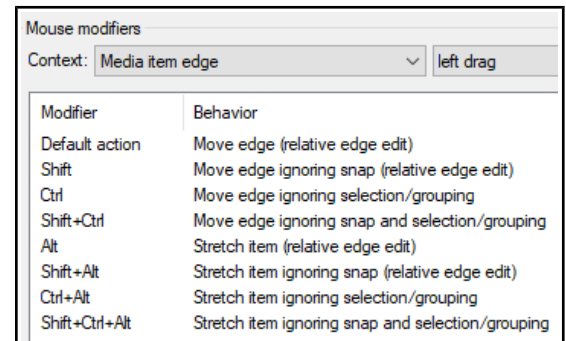 Mouse modifiers
Context: Media item edge left drag
Modifier Behavior
Default action Move edge (relative edge edit)
Shift Move edge ignoring snap (relative edge edit)
Ctrl Move edge ignoring selection/grouping
Shift+Ctrl Move edge ignoring snap and selection/grouping
Alt Stretch item (relative edge edit)
Shift+Alt Stretch item ignoring snap (relative edge edit)
Ctrl+Alt Stretch item ignoring selection/grouping
Shift+Ctrl+Alt Stretch item ignoring snap and selection/grouping